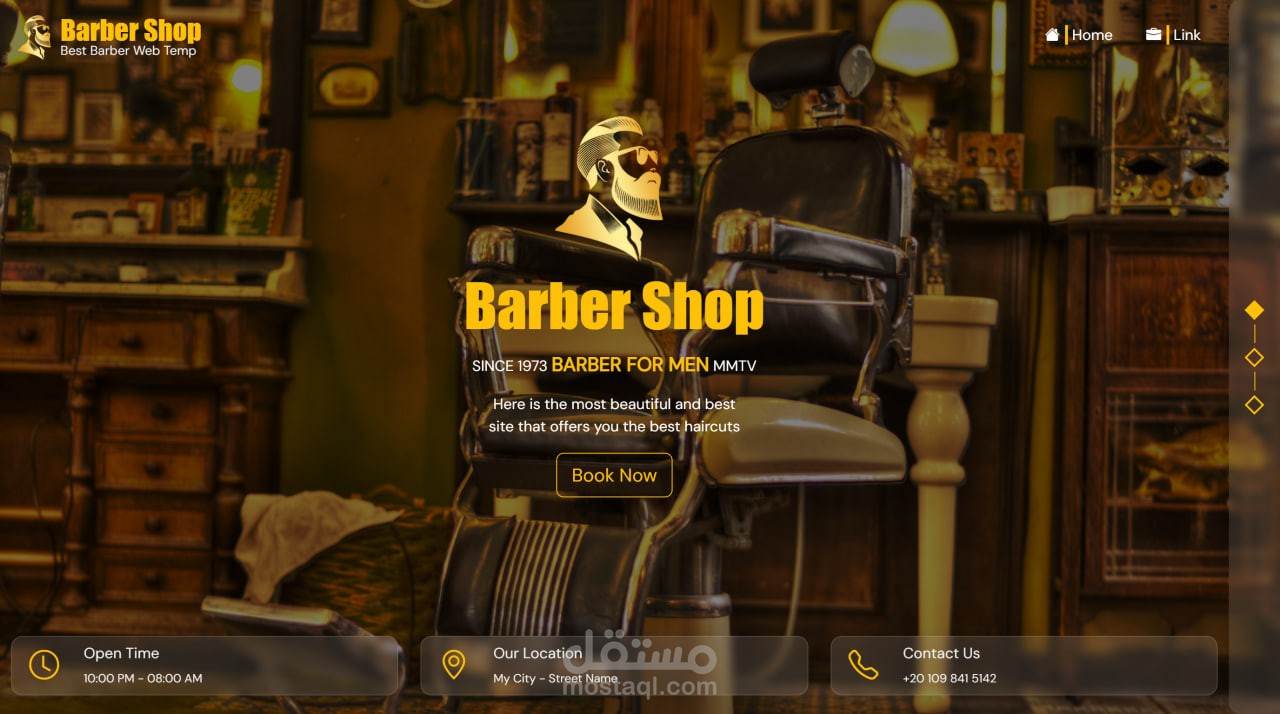 Barber Shop
Best Barber Web Temp
Home
Link
Barber Shop
SINCE 1973 BARBER FOR MEN MMTV
Here is the most beautiful and best
site that offers you the best haircuts
Book Now
Open Time
10:00 PM - 08:00 AM
Our Location
My City - Street Name
Contact Us
+20 109 841 5142
مستقل
mostaql.com